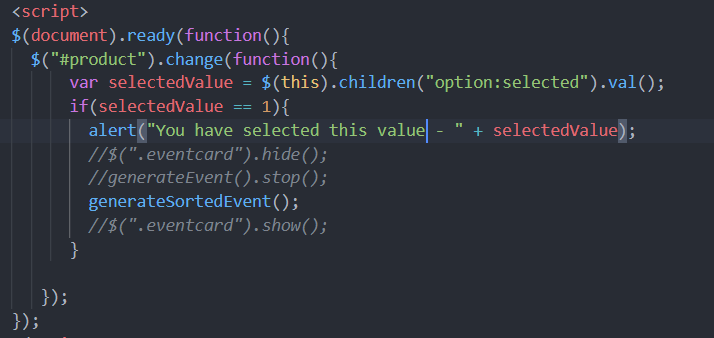 <script>
$(document).ready(function(){
$("#product").change(function(){
var selectedValue = $(this).children("option:selected").val();
if(selectedValue == 1){
alert("You have selected this value - " + selectedValue);
//$(".eventcard").hide();
//generateEvent().stop();
generateSortedEvent();
//$(".eventcard").show();
}
});
});